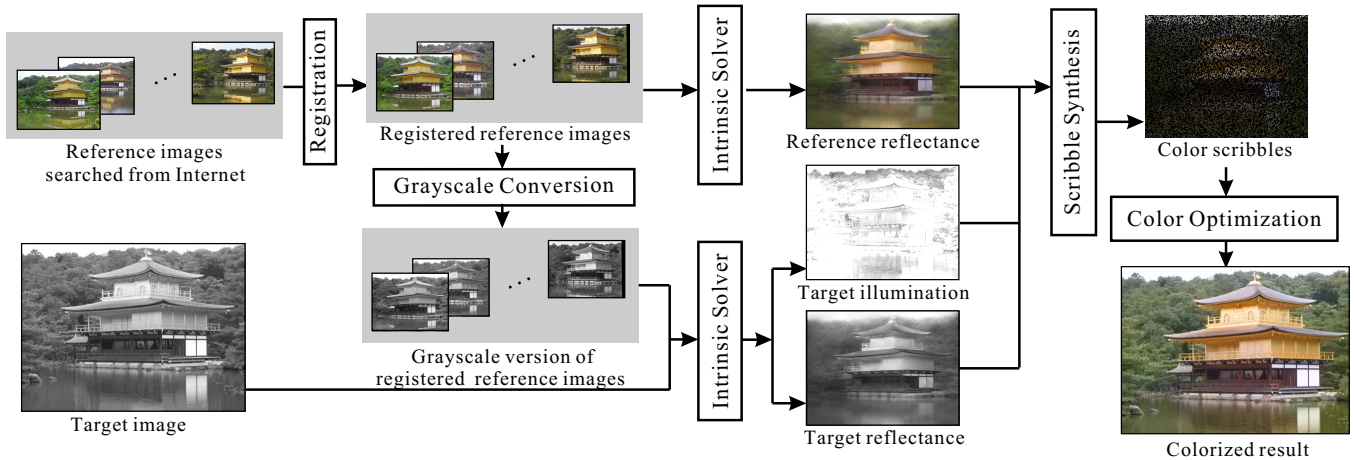 Reference images
searched from Internet
Registration
Registered reference images
Grayscale Conversion
Grayscale version of
registered reference images
Target image
Intrinsic Solver
Reference reflectance
Intrinsic Solver
Target illumination
Target reflectance
Scribble Synthesis
Color scribbles
Color Optimization
Colorized result